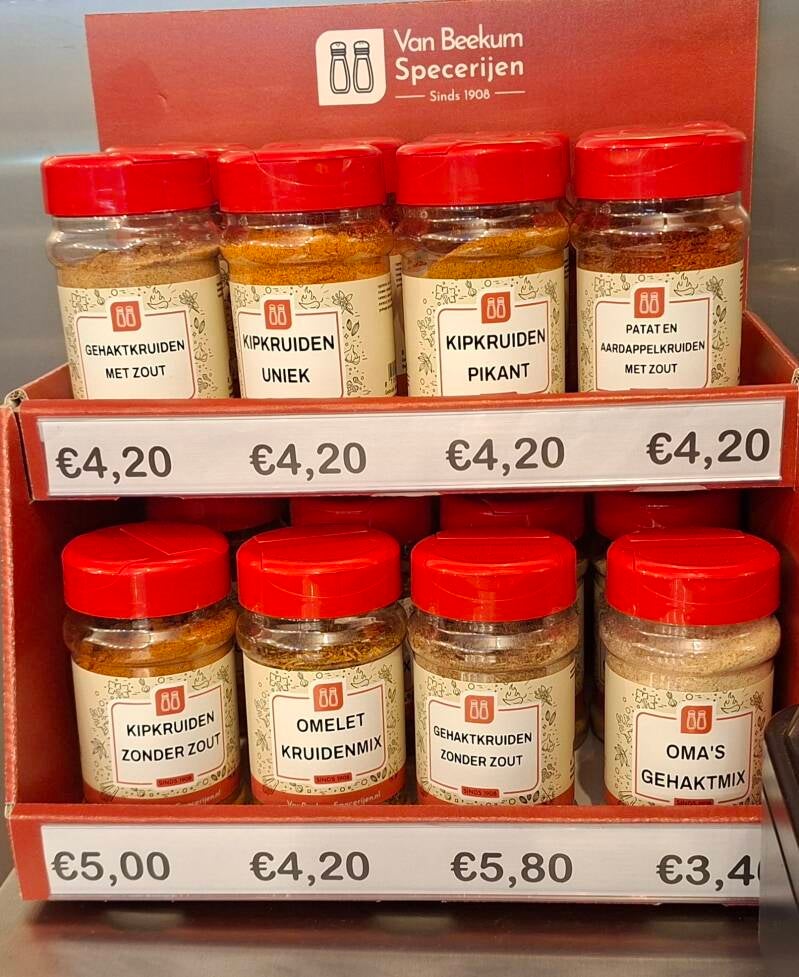 Van Beekum
Specerijen
Sinds 1908
GEHAKTKRUIDEN
MET ZOUT
KIPKRUIDEN
UNIEK
KIPKRUIDEN
PIKANT
PATAT EN
AARDAPPELKRUIDEN
MET ZOUT
€4,20
€4,20
€4,20
€4,20
KIPKRUIDEN
ZONDER ZOUT
SINDS 1908
OMELET
KRUIDENMIX
SINDS 1908
GEHAKTKRUIDEN
ZONDER ZOUT
SINDS 1908
OMA'S
GEHAKTMIX
€5,00
€4,20
€5,80
€3,4